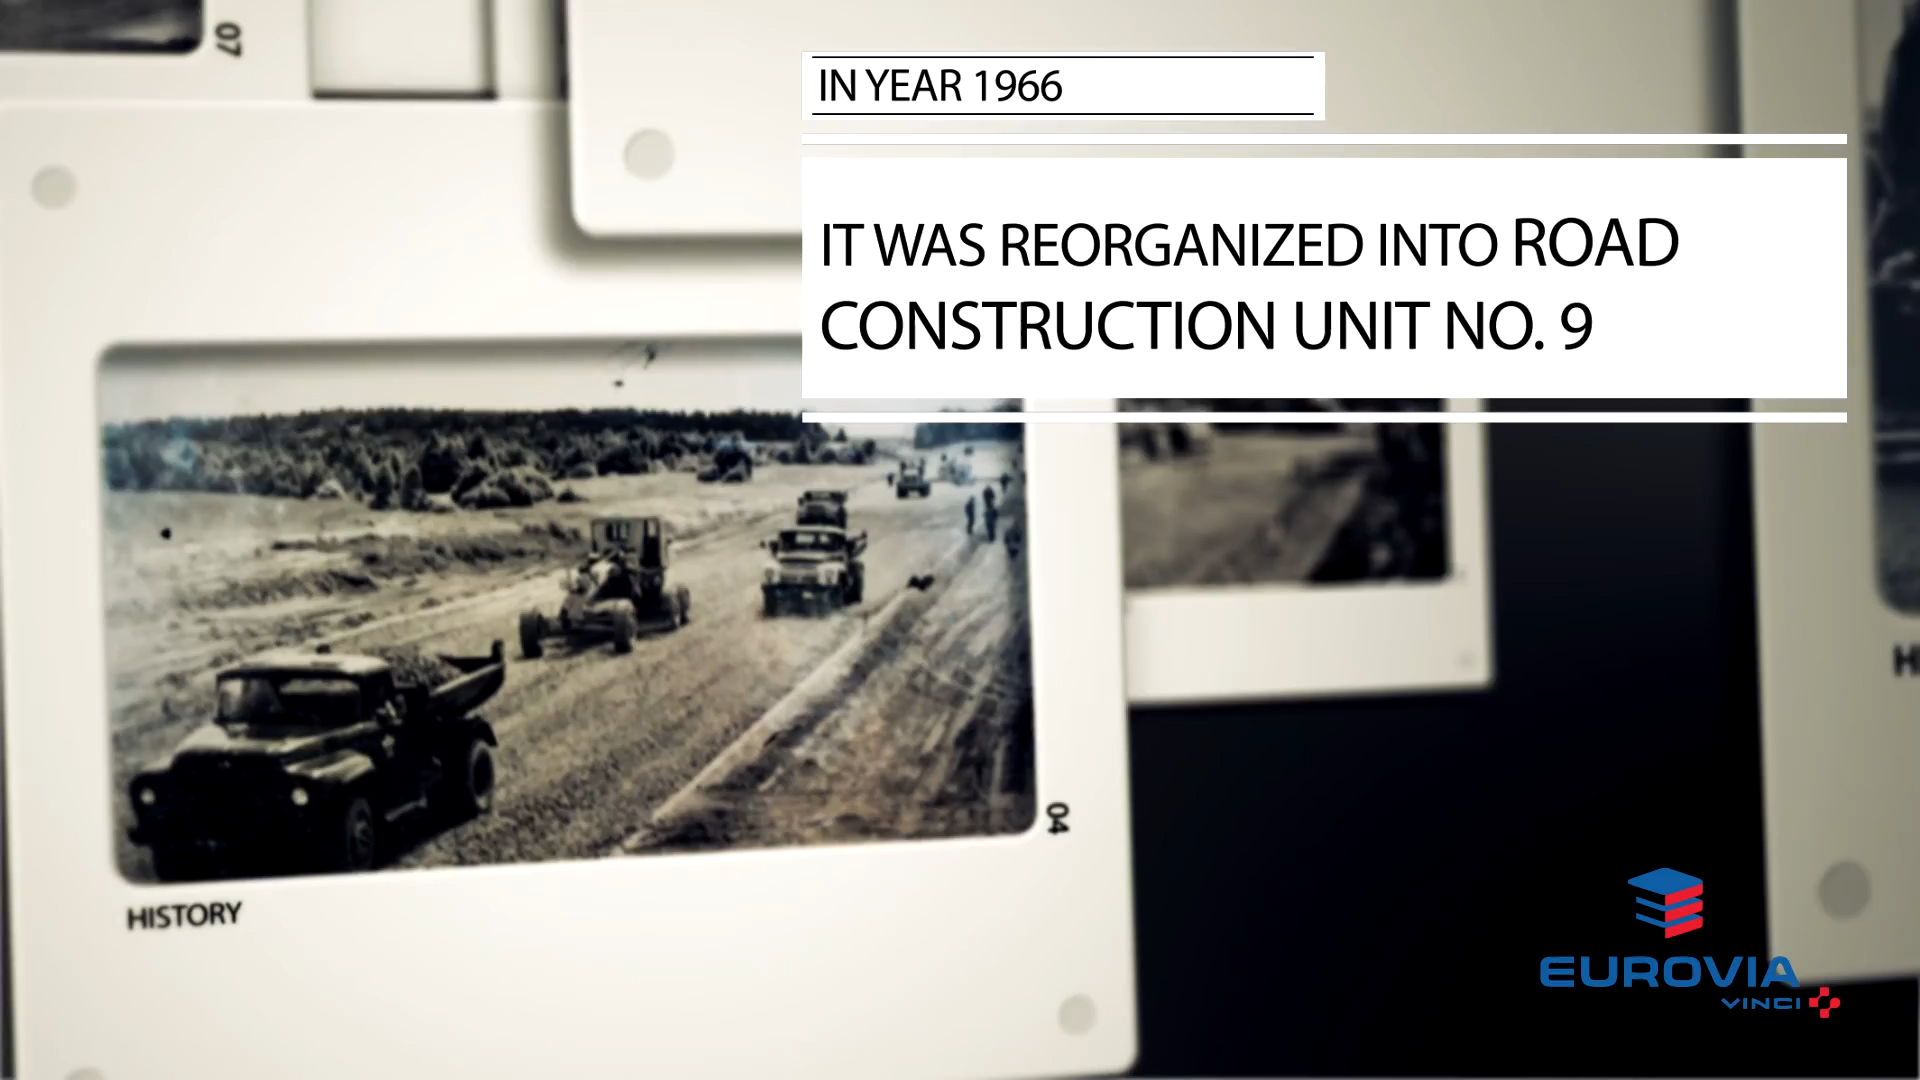 07
IN YEAR 1966
IT WAS REORGANIZED INTO ROAD
CONSTRUCTION UNIT NO. 9
04
HISTORY
EUROVIA
VINCI